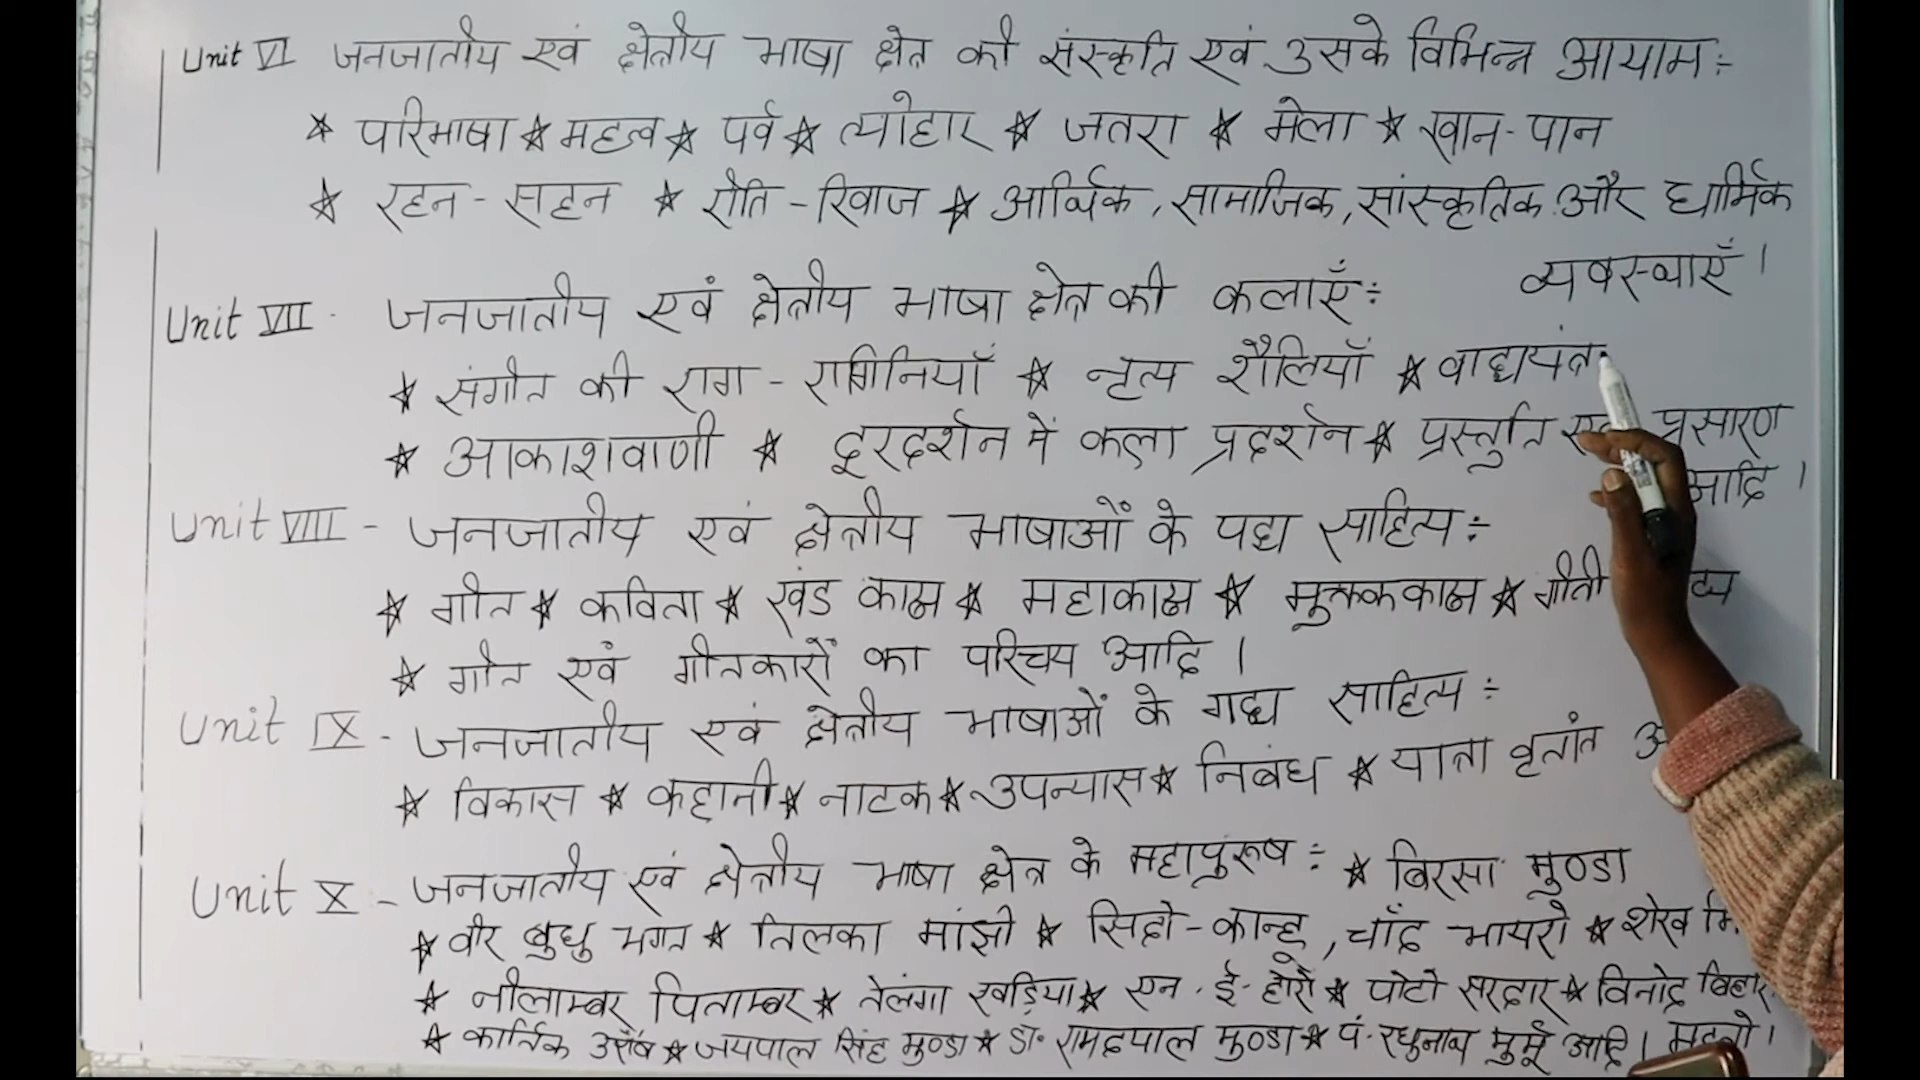 Unit VI जनजातीय एवं क्षेत्रीय भाषा क्षेत्र की संस्कृति एवं उसके विभिन्न आयाम :-
★ परिभाषा ★ महत्व ★ पर्व ★ त्योहार ★ जतरा ★ मेला ★ खान-पान
★ रहन-सहन ★ रीति-रिवाज ★ आर्थिक, सामाजिक, सांस्कृतिक और धार्मिक
व्यवस्थाएँ।
Unit VII - जनजातीय एवं क्षेत्रीय भाषा क्षेत्र की कलाएँ :-
★ संगीत की राग-रागिनियाँ ★ नृत्य शैलियाँ ★ वाद्ययंत्र
★ आकाशवाणी ★ दूरदर्शन में कला प्रदर्शन ★ प्रस्तुति एवं प्रसारण
आदि।
Unit VIII - जनजातीय एवं क्षेत्रीय भाषाओं के पद्य साहित्य :-
★ गीत ★ कविता ★ खंड काव्य ★ महाकाव्य ★ मुक्तककाव्य ★ गीती
★ गीत एवं गीतकारों का परिचय आदि।
Unit IX - जनजातीय एवं क्षेत्रीय भाषाओं के गद्य साहित्य :-
★ विकास ★ कहानी ★ नाटक ★ उपन्यास ★ निबंध ★ यात्रा वृतांत
Unit X - जनजातीय एवं क्षेत्रीय भाषा क्षेत्र के महापुरूष :- ★ बिरसा मुण्डा
★ वीर बुधु भगत ★ तिलका मांझी ★ सिदो-कान्हू, चाँद भायरो ★ शेख
★ नीलाम्बर पिताम्बर ★ तेलंगा खड़िया ★ एन. ई. होरो ★ पोटो सरदार ★ विनोद बिहारी
★ कार्तिक उराँव ★ जयपाल सिंह मुण्डा ★ डा. रामदयाल मुण्डा ★ पं. रघुनाथ मुर्मू आदि। महतो।